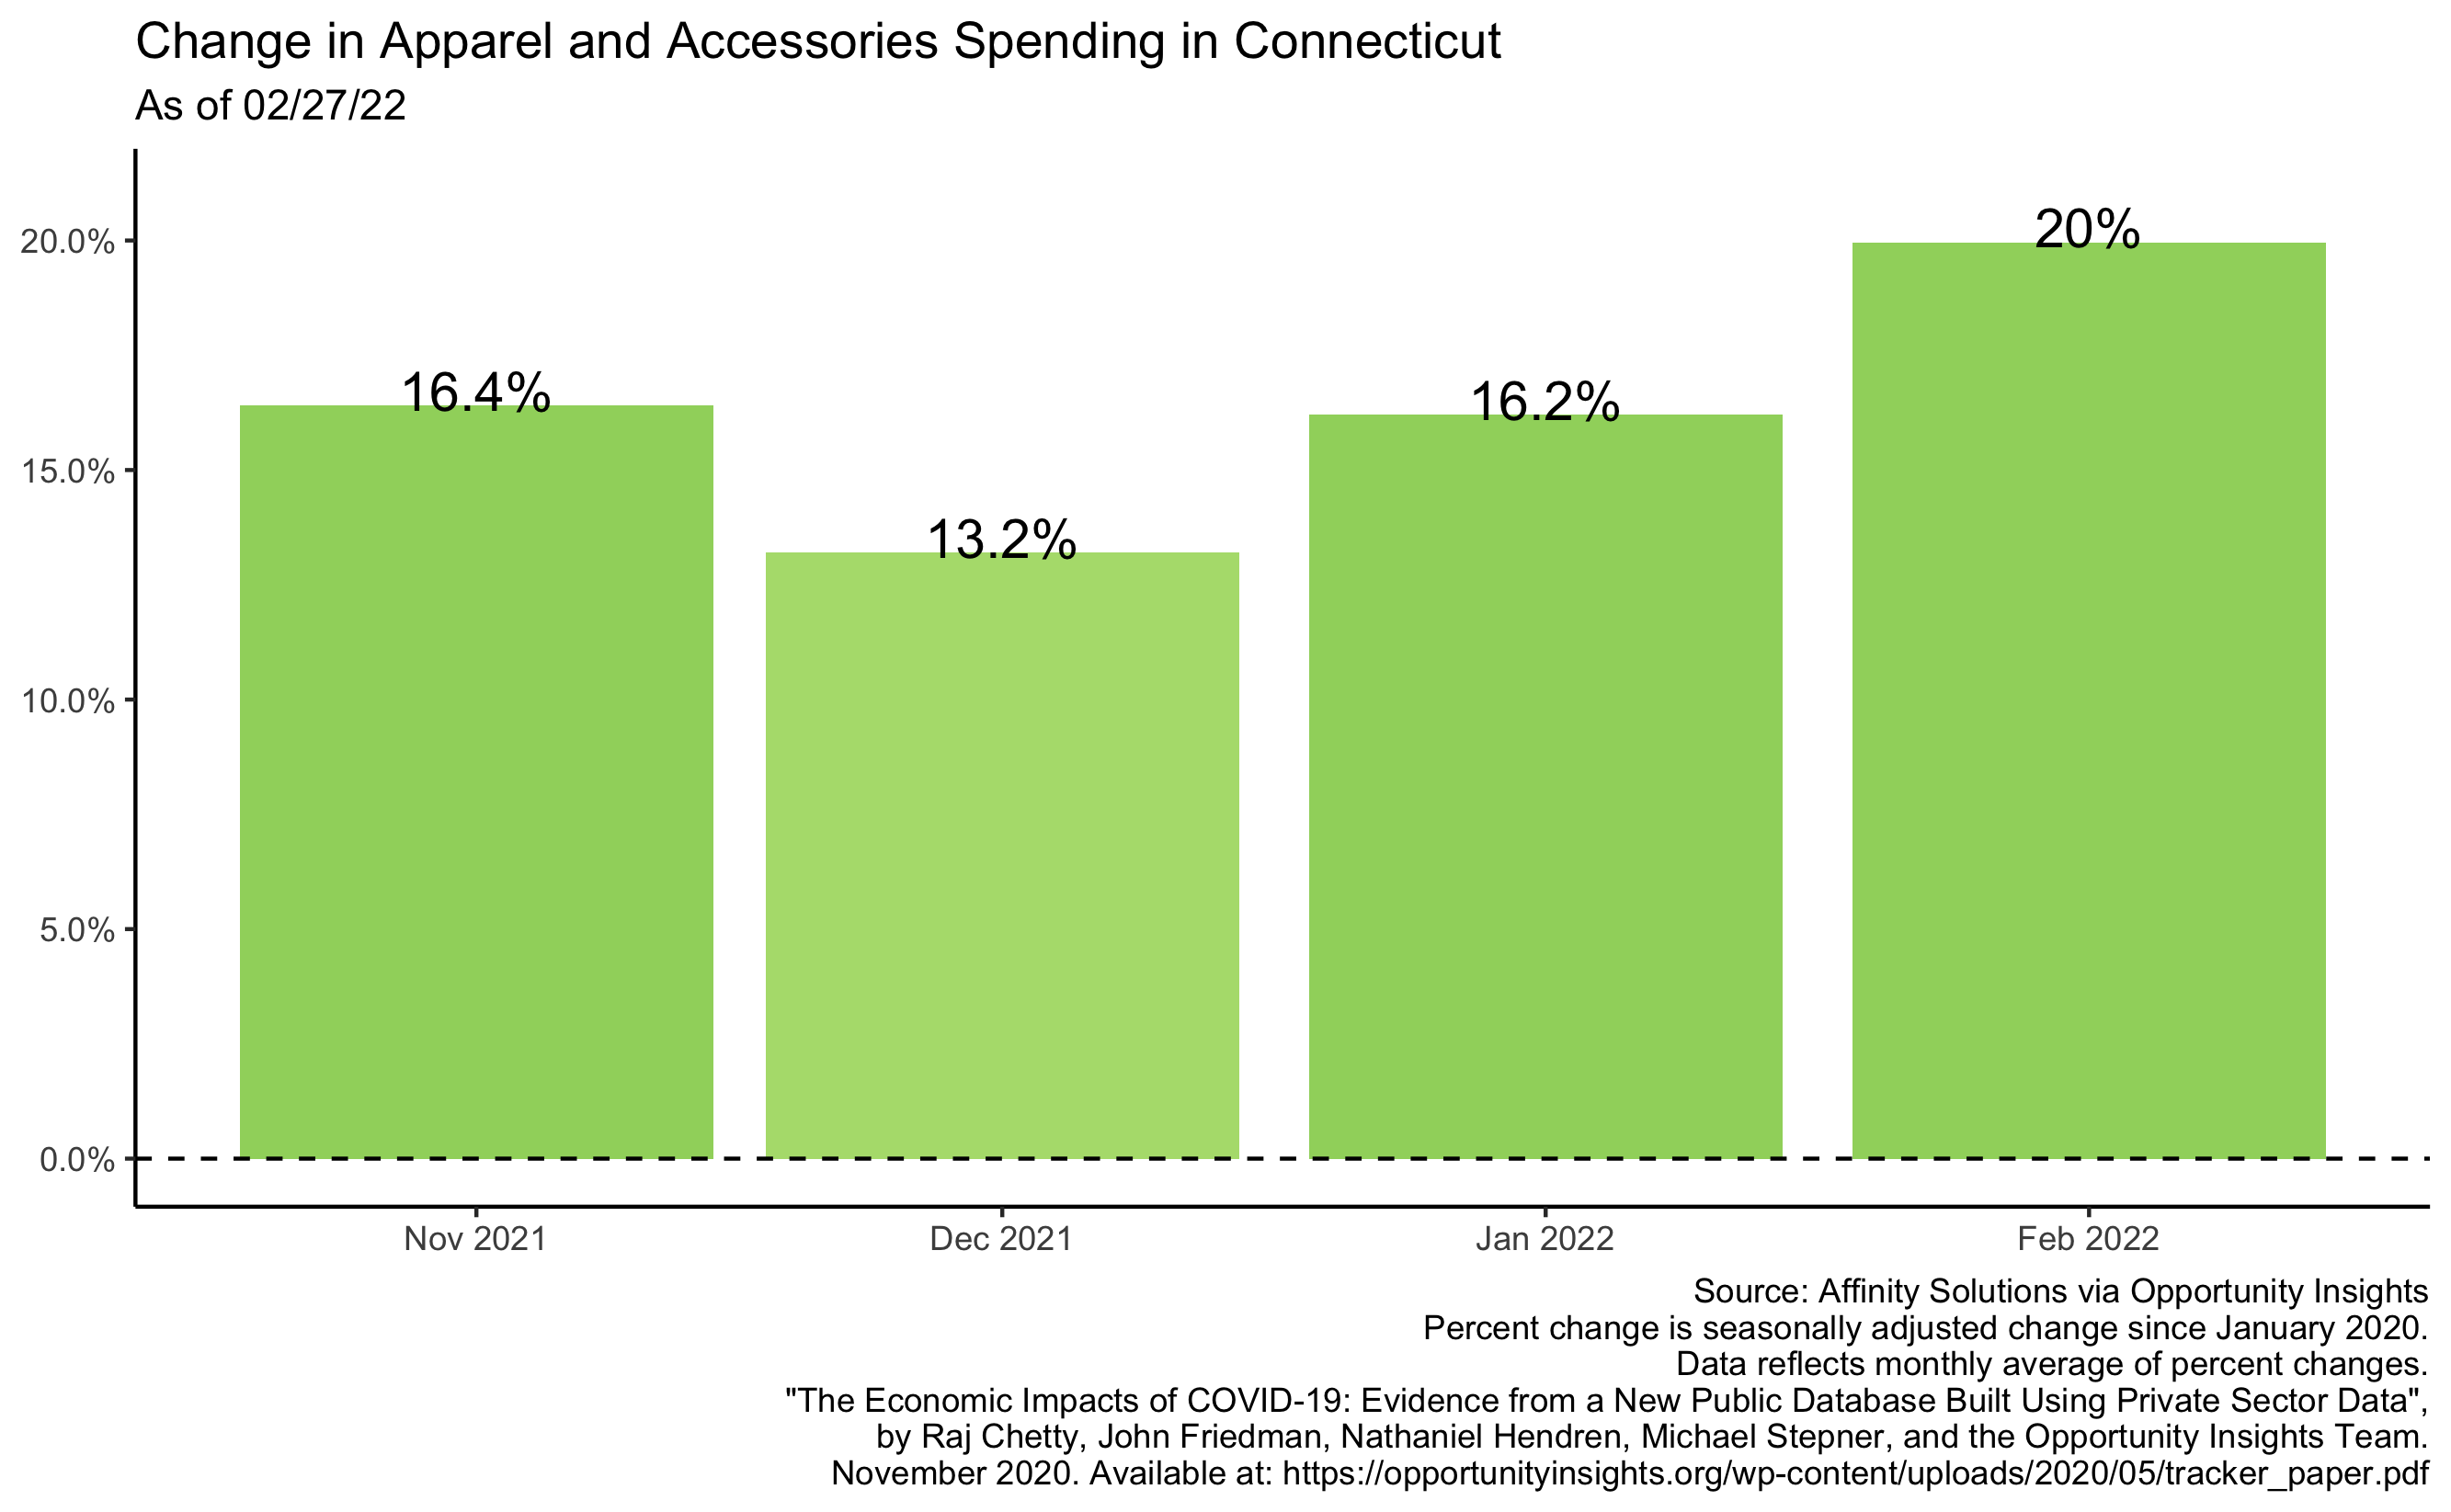 Change in Apparel and Accessories Spending in Connecticut
As of 02/27/22
20.0%
15.0%
10.0%
5.0%
0.0%
16.4%
13.2%
16.2%
20%
Nov 2021
Dec 2021
Jan 2022
Feb 2022
Source: Affinity Solutions via Opportunity Insights
Percent change is seasonally adjusted change since January 2020.
Data reflects monthly average of percent changes.
"The Economic Impacts of COVID-19: Evidence from a New Public Database Built Using Private Sector Data",
by Raj Chetty, John Friedman, Nathaniel Hendren, Michael Stepner, and the Opportunity Insights Team.
November 2020. Available at: https://opportunityinsights.org/wp-content/uploads/2020/05/tracker_paper.pdf